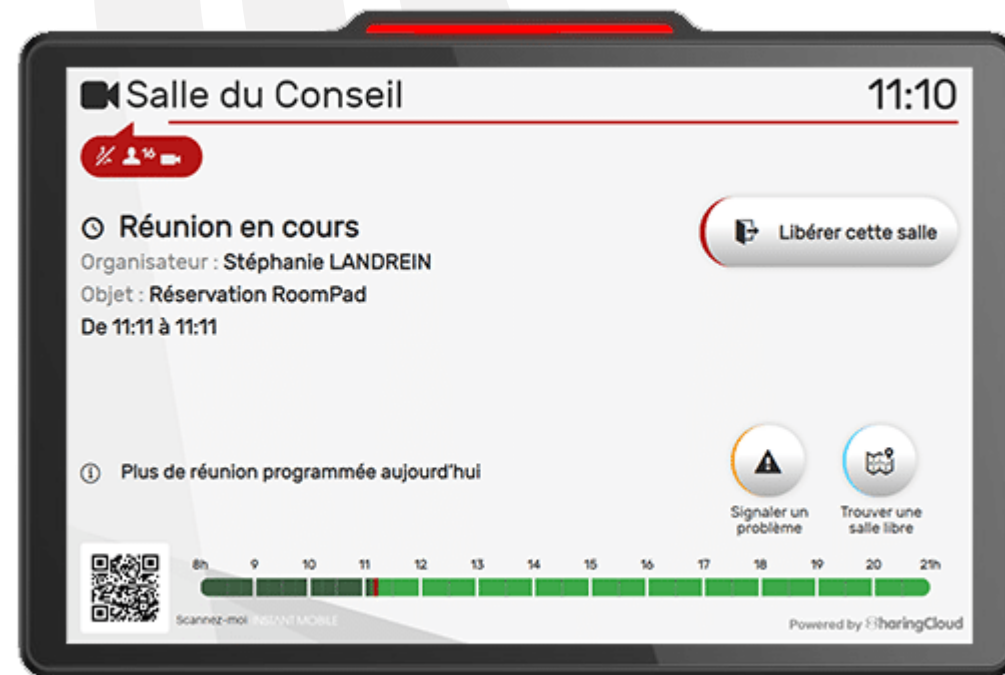 Salle du Conseil
11:10
16
Réunion en cours
Libérer cette salle
Organisateur : Stéphanie LANDREIN
Objet : Réservation RoomPad
De 11:11 à 11:11
Plus de réunion programmée aujourd'hui
Signaler un
problème
Trouver une
salle libre
8h 9 10 11 12 13 14 15 16 17 18 19 20 21h
Scannez-moi INSTANT MOBILE
Powered by SharingCloud